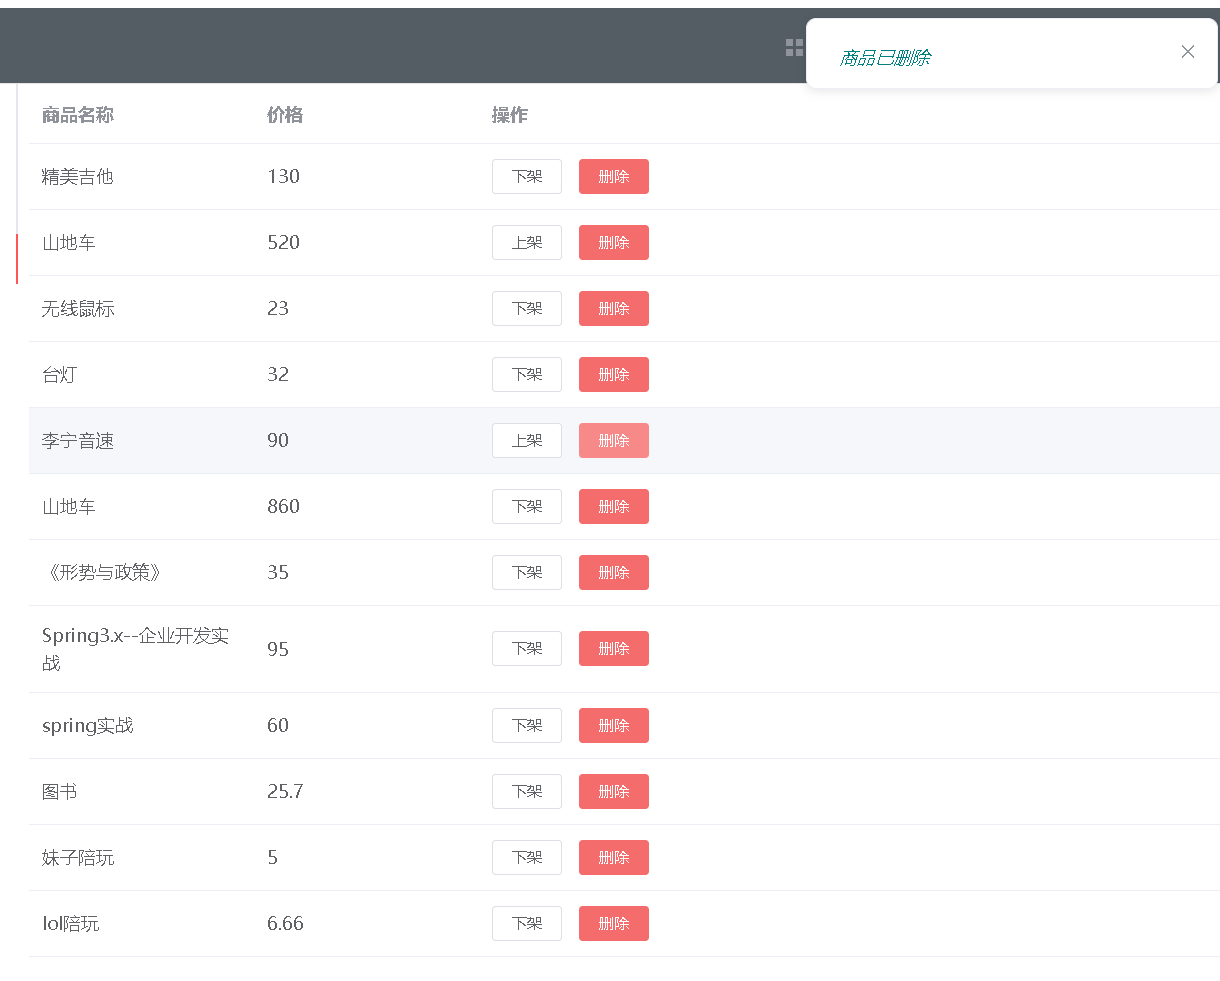 商品已删除
商品名称 价格 操作
精美吉他 130 下架 删除
山地车 520 上架 删除
无线鼠标 23 下架 删除
台灯 32 下架 删除
李宁音速 90 上架 删除
山地车 860 下架 删除
《形势与政策》 35 下架 删除
Spring3.x--企业开发实
战 95 下架 删除
spring实战 60 下架 删除
图书 25.7 下架 删除
妹子陪玩 5 下架 删除
lol陪玩 6.66 下架 删除